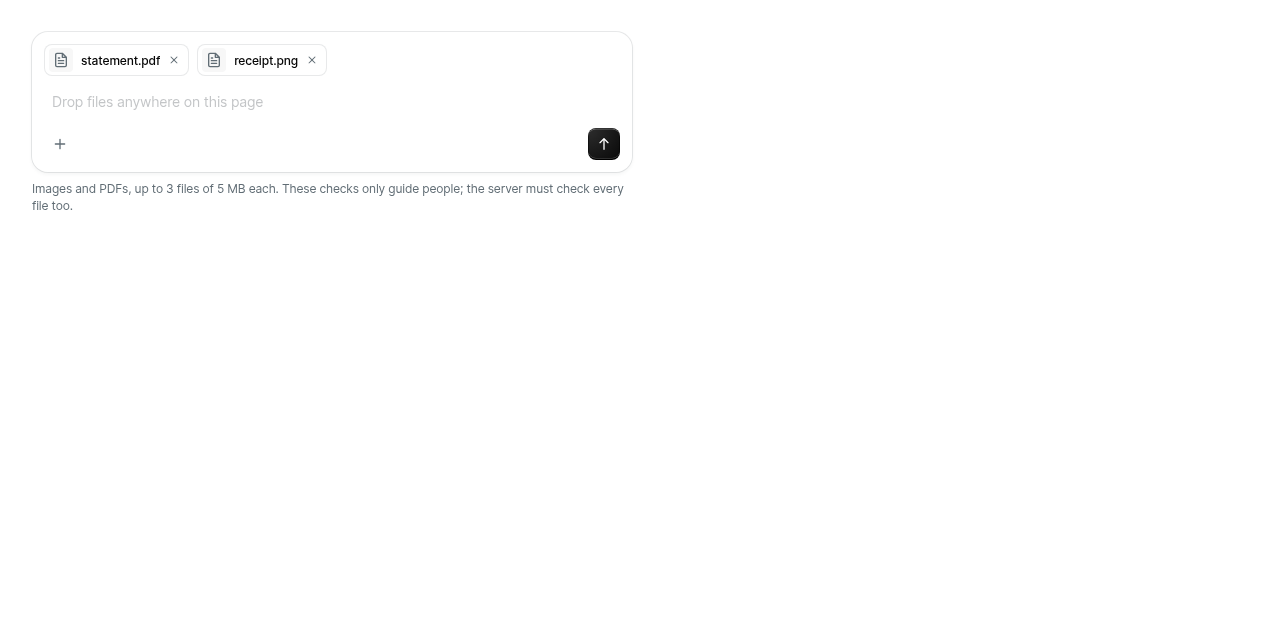 statement.pdf
receipt.png
Drop files anywhere on this page
Images and PDFs, up to 3 files of 5 MB each. These checks only guide people; the server must check every
file too.